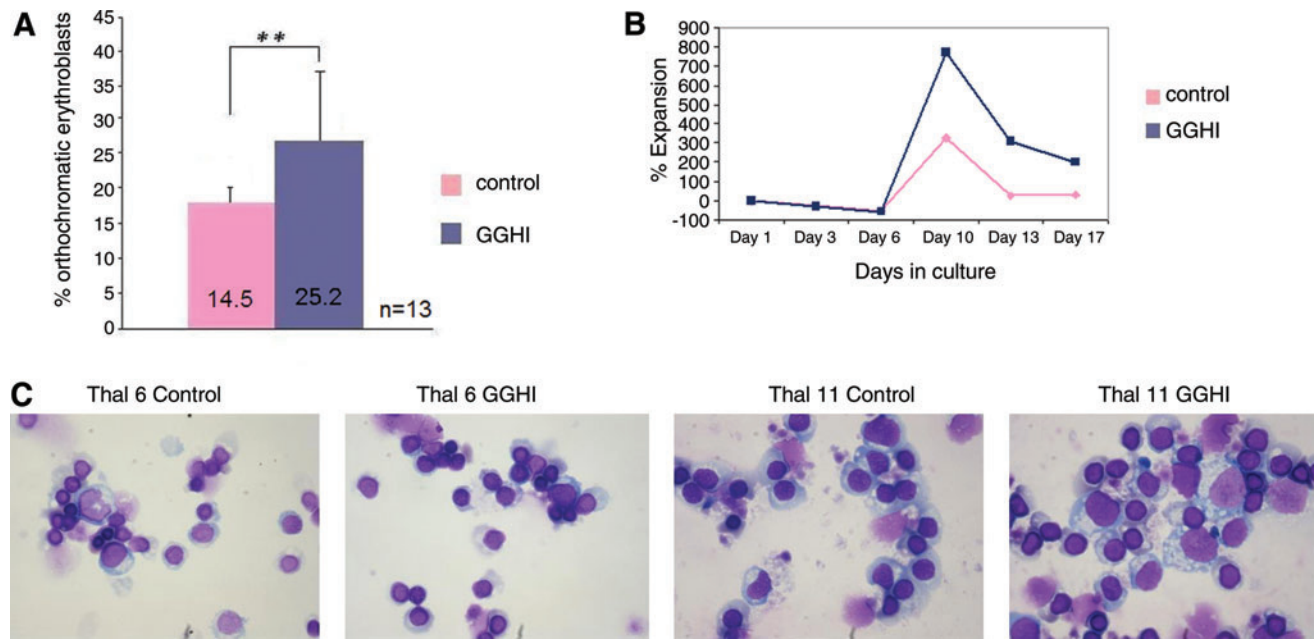 A
% orthochromatic erythroblasts
45
40
35
30
25
20
15
10
5
0
**
14.5
25.2
n=13
control
GGHI
B
% Expansion
900
800
700
600
500
400
300
200
100
0
-100
Day 1 Day 3 Day 6 Day 10 Day 13 Day 17
Days in culture
control
GGHI
C
Thal 6 Control Thal 6 GGHI Thal 11 Control Thal 11 GGHI